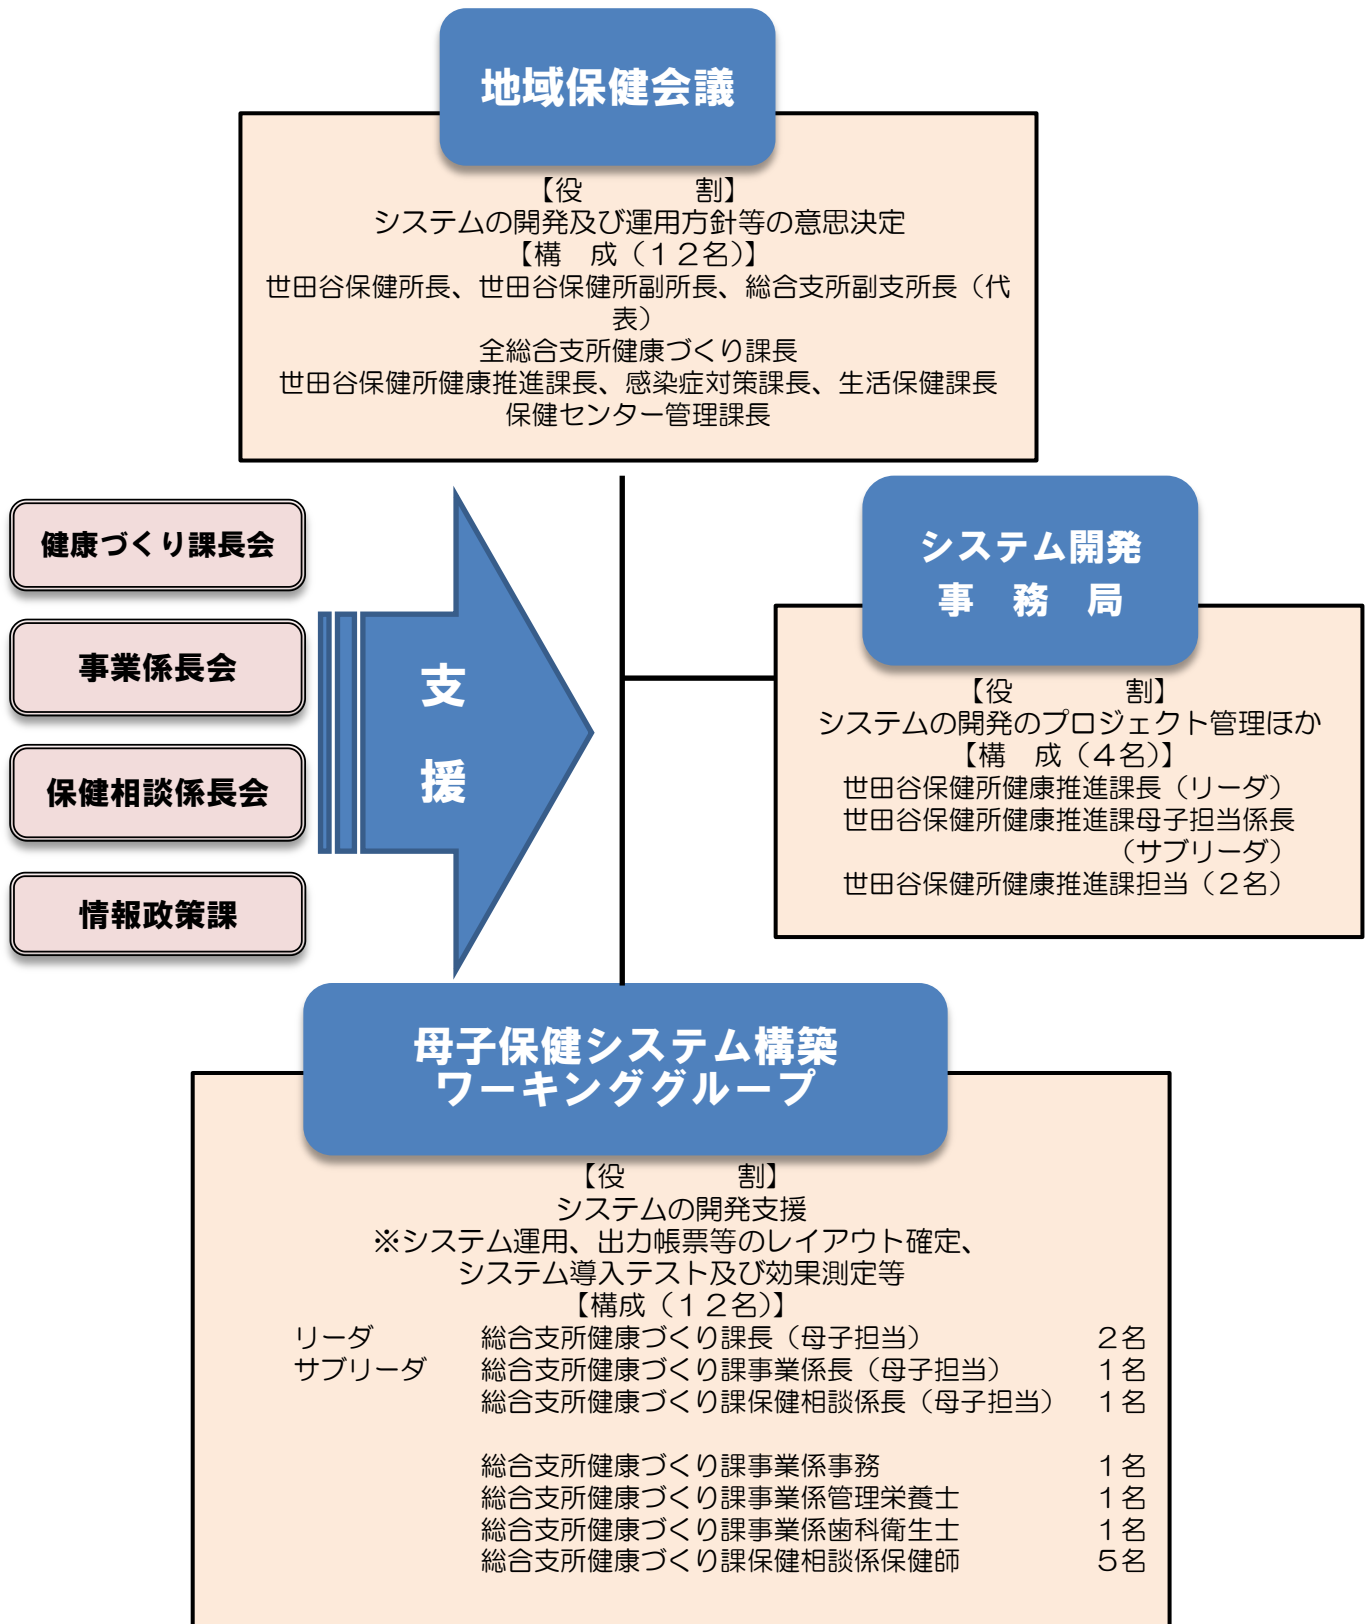 地域保健会議
【役　　　　割】
システムの開発及び運用方針等の意思決定
【構　成（１２名）】
世田谷保健所長、世田谷保健所副所長、総合支所副支所長（代
表）
全総合支所健康づくり課長
世田谷保健所健康推進課長、感染症対策課長、生活保健課長
保健センター管理課長
健康づくり課長会
事業係長会
保健相談係長会
情報政策課
支
援
システム開発
事　務　局
【役　　　　割】
システムの開発のプロジェクト管理ほか
【構　成（４名）】
世田谷保健所健康推進課長（リーダ）
世田谷保健所健康推進課母子担当係長
（サブリーダ）
世田谷保健所健康推進課担当（２名）
母子保健システム構築
ワーキンググループ
【役　　　　割】
システムの開発支援
※システム運用、出力帳票等のレイアウト確定、
システム導入テスト及び効果測定等
【構成（１２名）】
リーダ　総合支所健康づくり課長（母子担当）　２名
サブリーダ　総合支所健康づくり課事業係長（母子担当）　１名
総合支所健康づくり課保健相談係長（母子担当）　１名
総合支所健康づくり課事業係事務　１名
総合支所健康づくり課事業係管理栄養士　１名
総合支所健康づくり課事業係歯科衛生士　１名
総合支所健康づくり課保健相談係保健師　５名